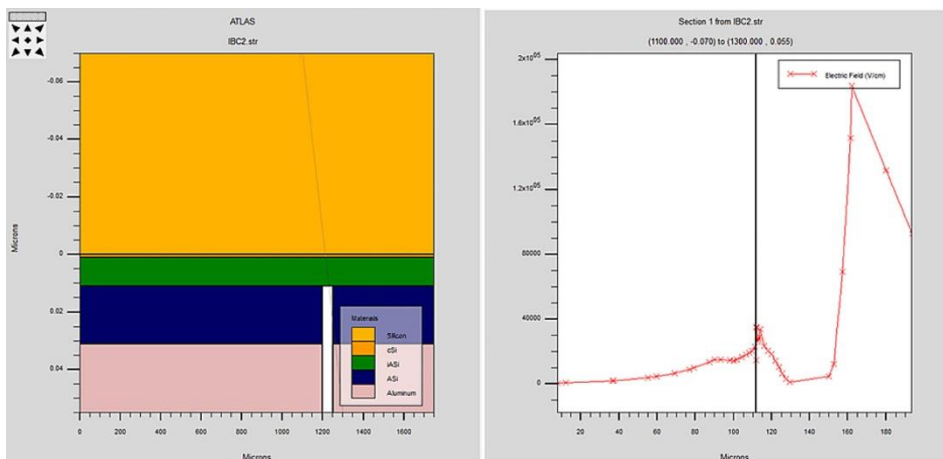 ATLAS
IBC2.str
-0.06
-0.04
-0.02
0
0.02
0.04
Microns
Materials
Silicon
cSi
iASi
ASi
Aluminum
0
200
400
600
800
1000
1200
1400
1600
Microns
Section 1 from IBC2.str
(1100.000 , -0.070) to (1300.000 , 0.055)
Electric Field (V/cm)
2x10^05
1.6x10^05
1.2x10^05
80000
40000
0
20
40
60
80
100
120
140
160
180
Microns